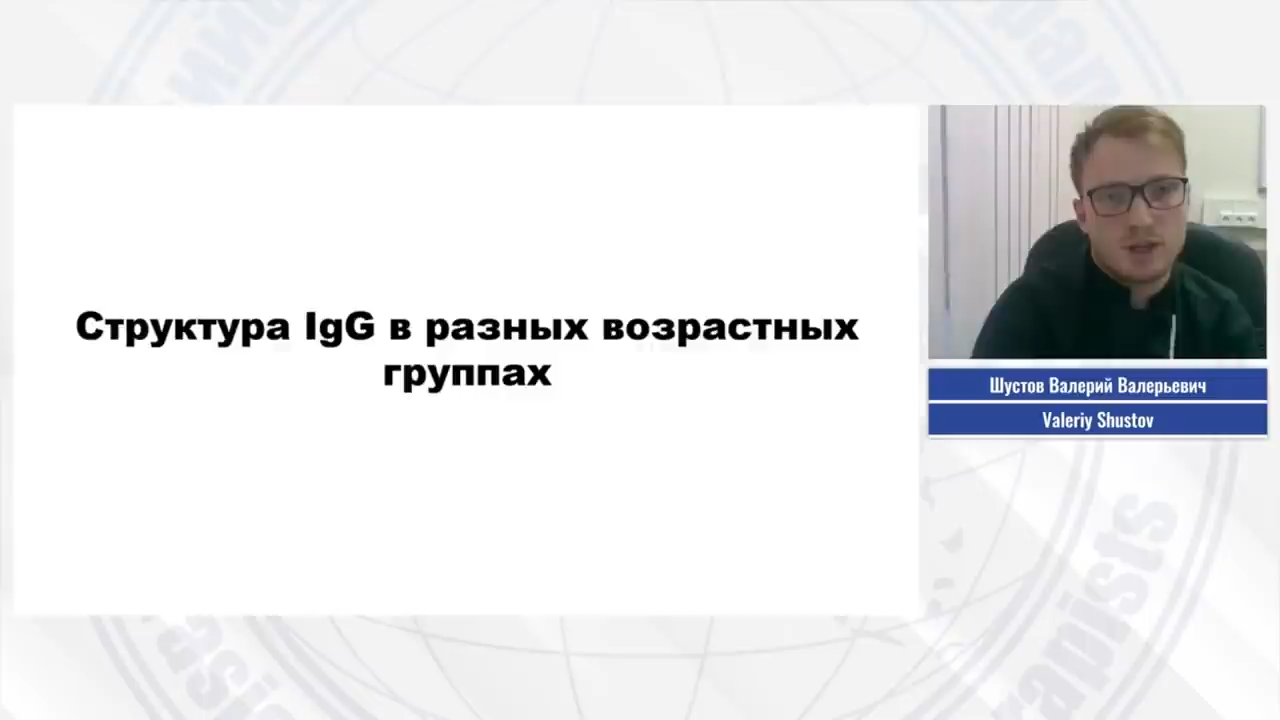 Структура IgG в разных возрастных
группах
Шустов Валерий Валерьевич
Valeriy Shustov